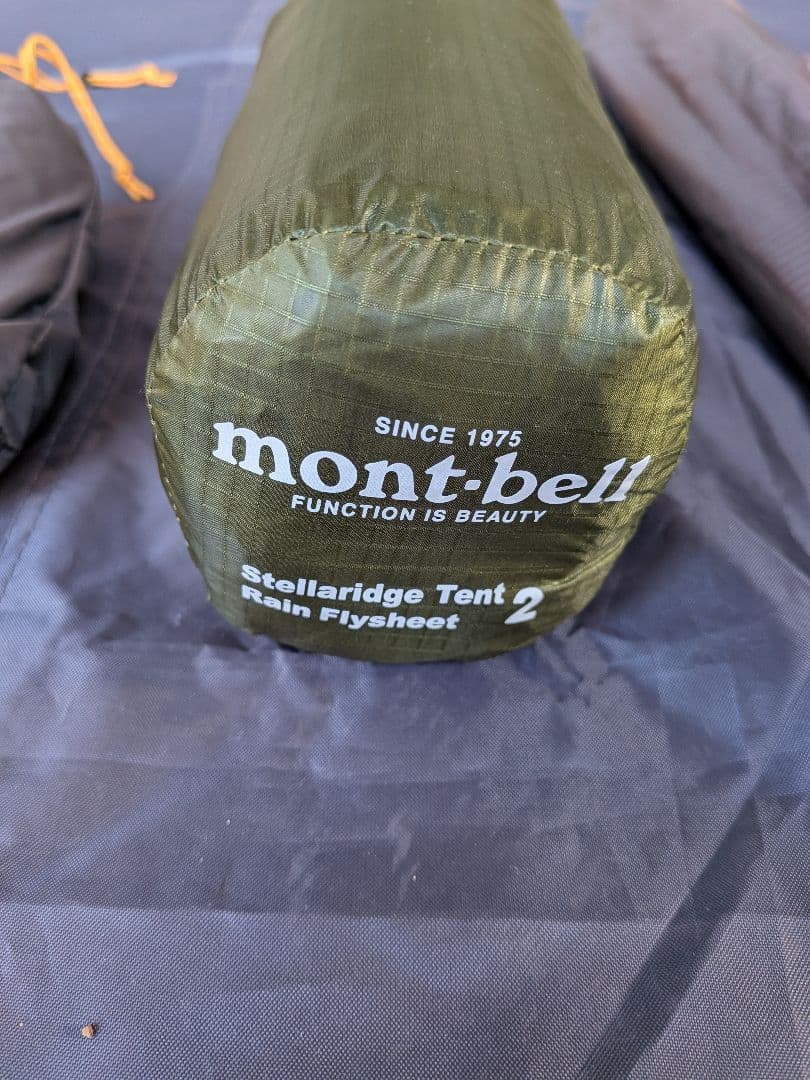 SINCE 1975
mont-bell
FUNCTION IS BEAUTY
Stellaridge Tent 2
Rain Flysheet